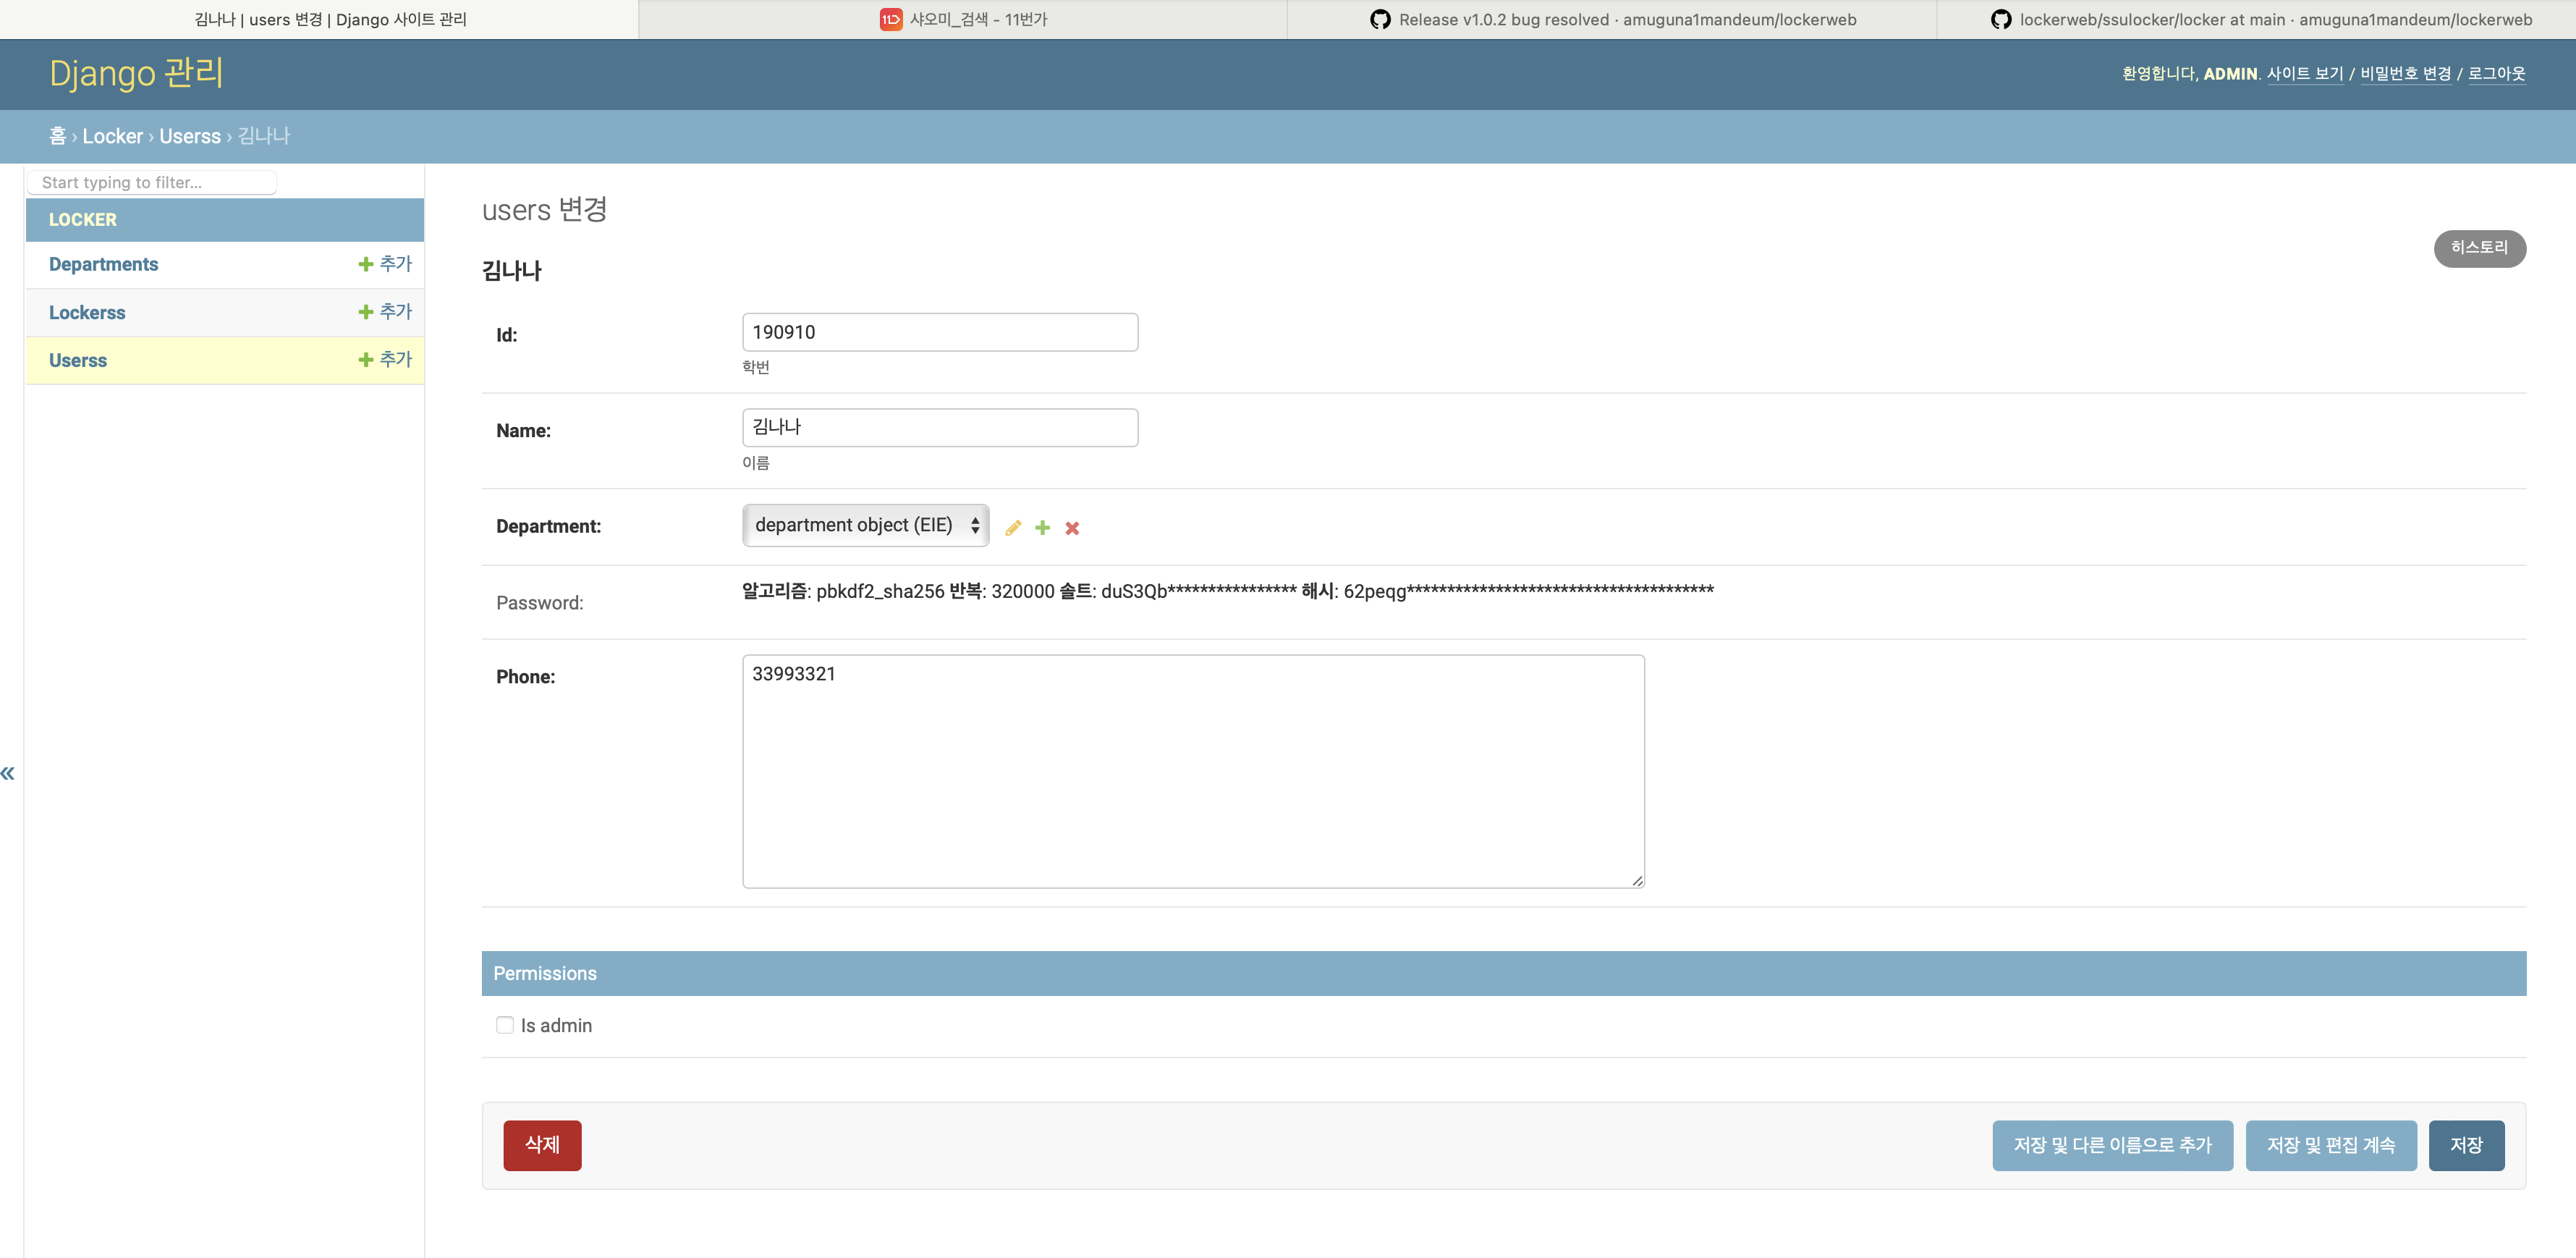 김나나 | users 변경 | Django 사이트 관리
샤오미_검색 - 11번가
Release v1.0.2 bug resolved · amuguna1mandeum/lockerweb
lockerweb/ssulocker/locker at main · amuguna1mandeum/lockerweb
Django 관리
환영합니다, ADMIN. 사이트 보기 / 비밀번호 변경 / 로그아웃
홈 › Locker › Userss › 김나나
Start typing to filter...
LOCKER
Departments 추가
Lockerss 추가
Userss 추가
«
users 변경
히스토리
김나나
Id: 190910
학번
Name: 김나나
이름
Department: department object (EIE)
Password: 알고리즘: pbkdf2_sha256 반복: 320000 솔트: duS3Qb**************** 해시: 62peqg**************************************
Phone: 33993321
Permissions
Is admin
삭제
저장 및 다른 이름으로 추가
저장 및 편집 계속
저장